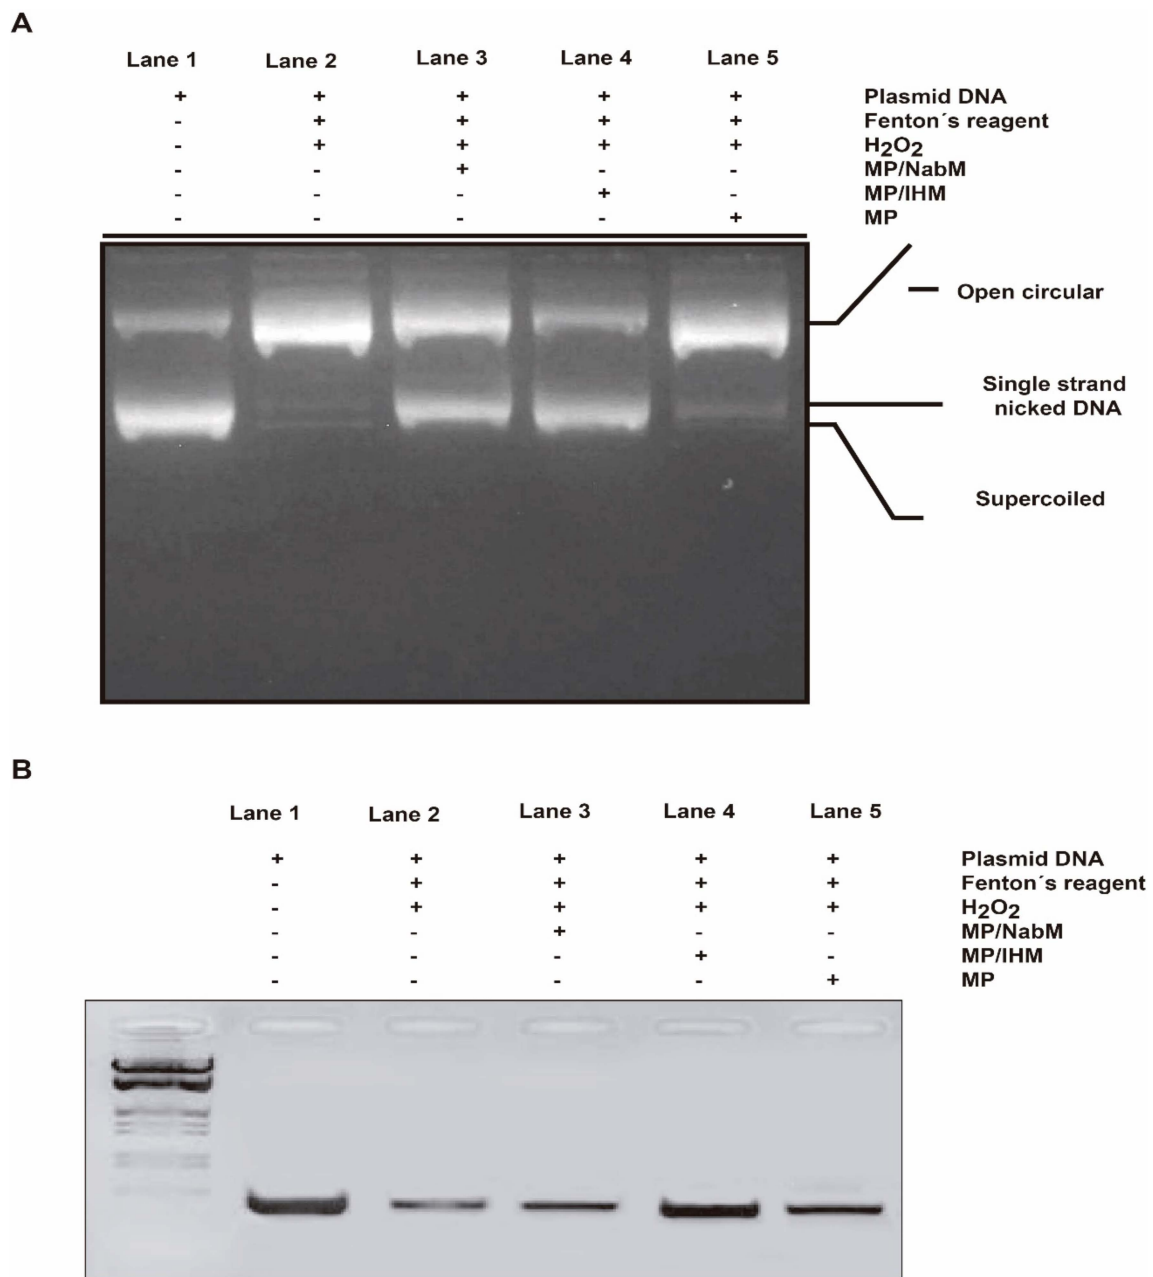 A
Lane 1 Lane 2 Lane 3 Lane 4 Lane 5
+ + + + + Plasmid DNA
- + + + + Fenton´s reagent
- + + + + H2O2
- - + - - MP/NabM
- - - + - MP/IHM
- - - - + MP
Open circular
Single strand
nicked DNA
Supercoiled
B
Lane 1 Lane 2 Lane 3 Lane 4 Lane 5
+ + + + + Plasmid DNA
- + + + + Fenton´s reagent
- + + + + H2O2
- - + - - MP/NabM
- - - + - MP/IHM
- - - - + MP